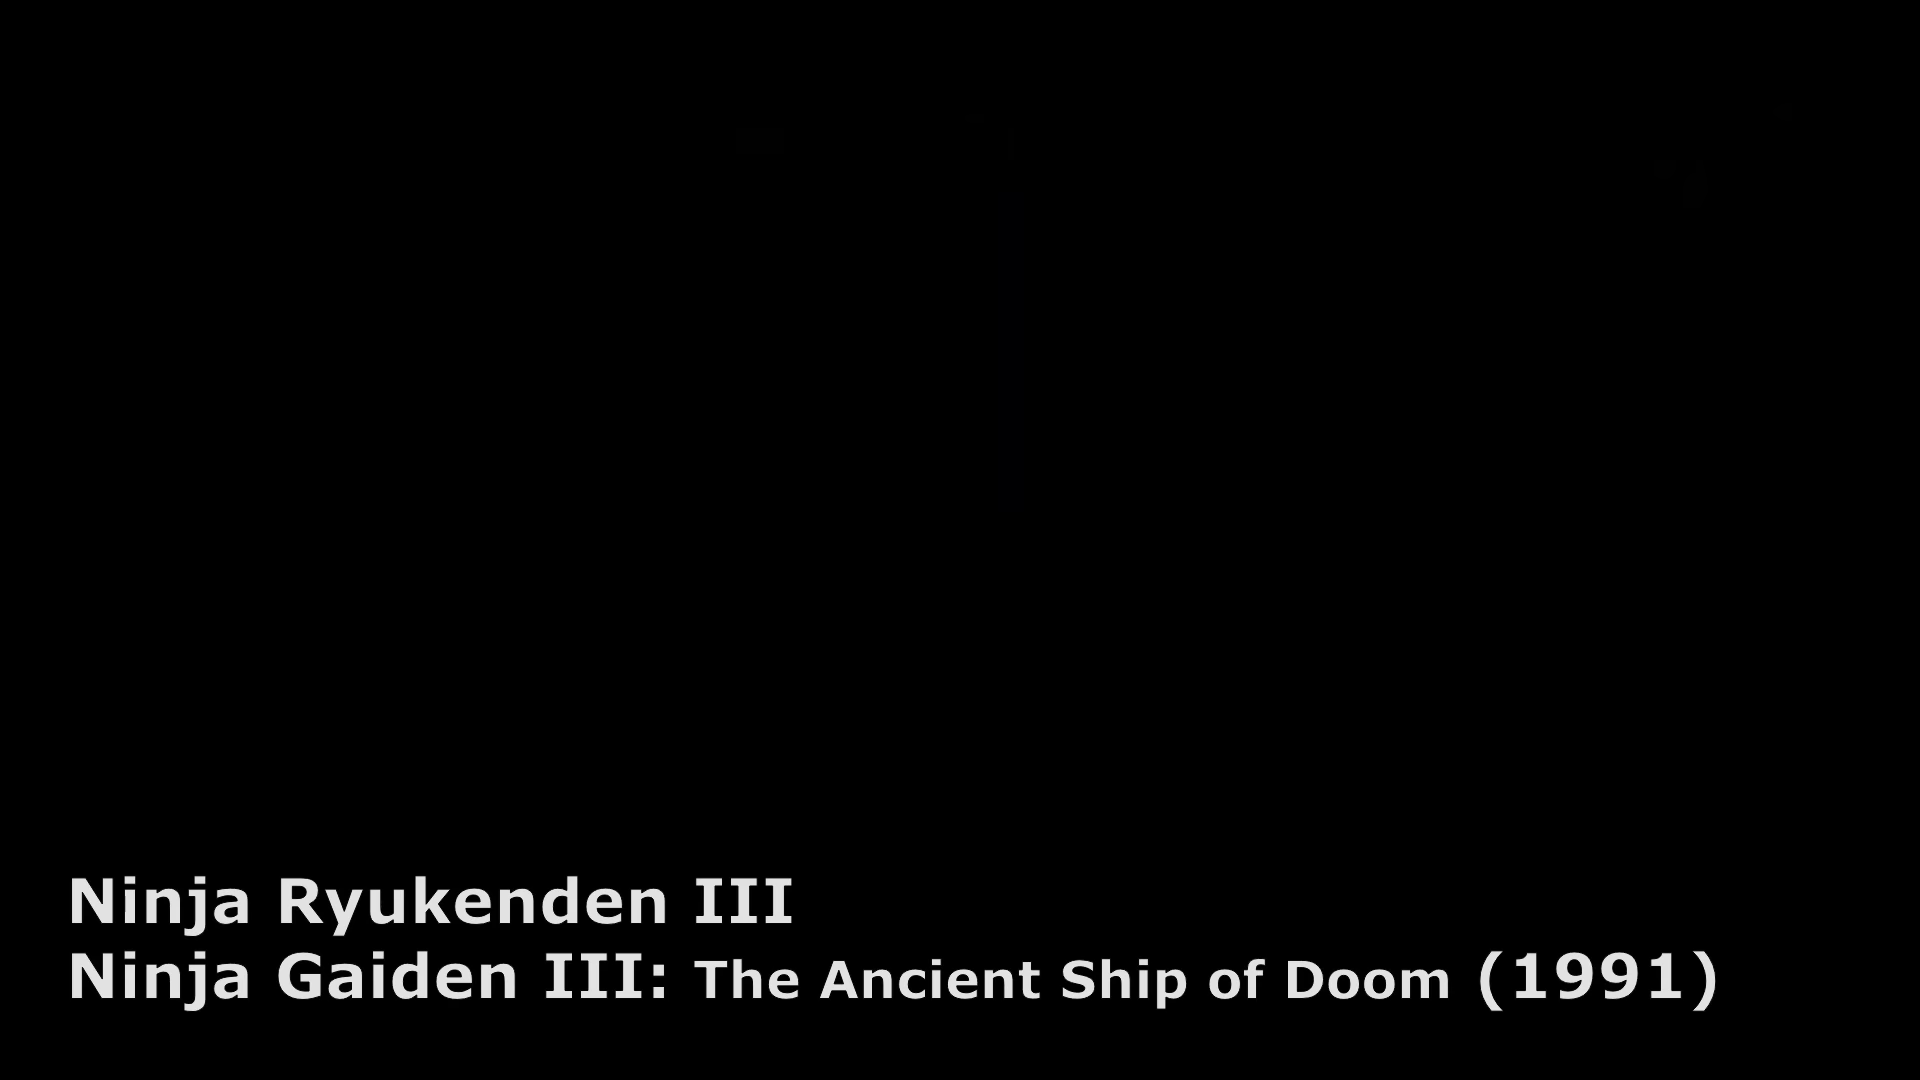 Ninja Ryukenden III
Ninja Gaiden III: The Ancient Ship of Doom (1991)